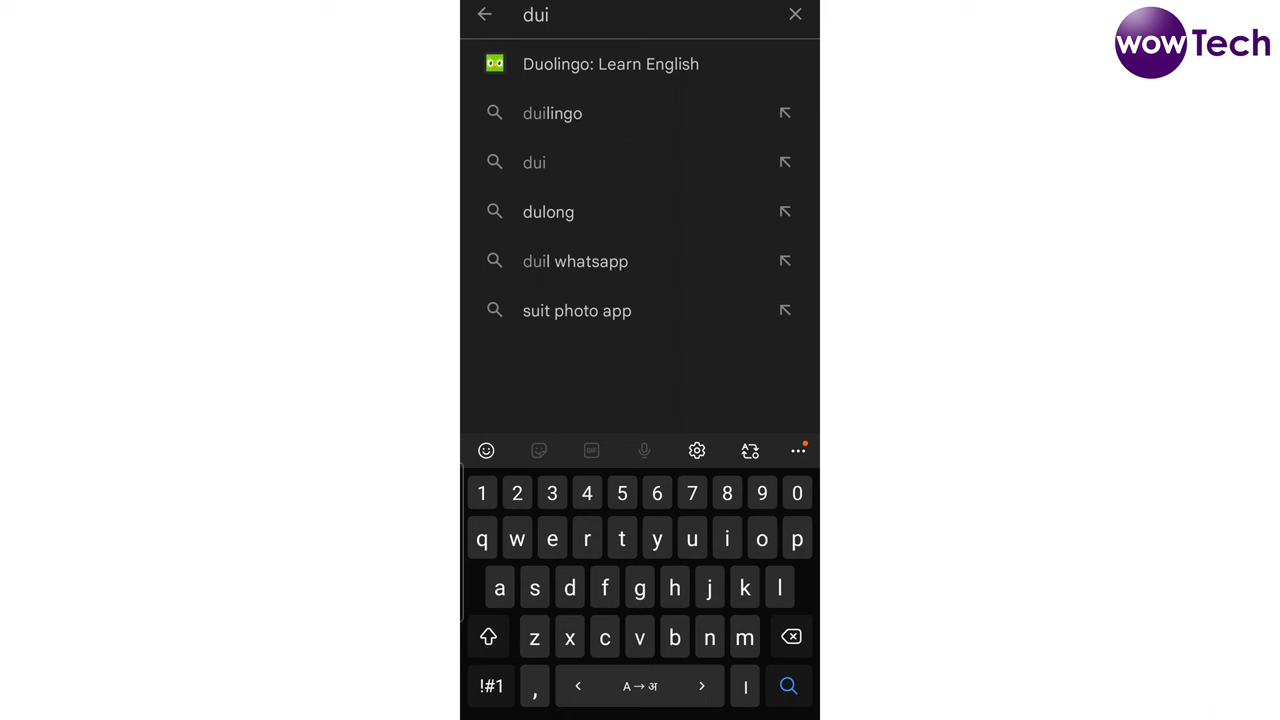 dui
wowTech
Duolingo: Learn English
duilingo
dui
dulong
duil whatsapp
suit photo app
GIF
1 2 3 4 5 6 7 8 9 0
q w e r t y u i o p
a s d f g h j k l
z x c v b n m
!#1 , < A→अ > ।